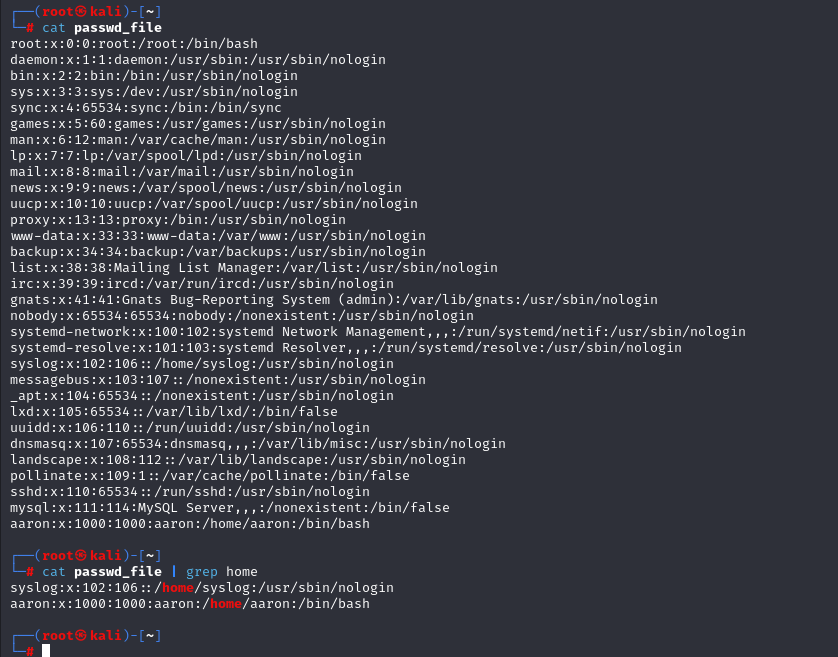 ┌──(root㉿kali)-[~]
└─# cat passwd_file
root:x:0:0:root:/root:/bin/bash
daemon:x:1:1:daemon:/usr/sbin:/usr/sbin/nologin
bin:x:2:2:bin:/bin:/usr/sbin/nologin
sys:x:3:3:sys:/dev:/usr/sbin/nologin
sync:x:4:65534:sync:/bin:/bin/sync
games:x:5:60:games:/usr/games:/usr/sbin/nologin
man:x:6:12:man:/var/cache/man:/usr/sbin/nologin
lp:x:7:7:lp:/var/spool/lpd:/usr/sbin/nologin
mail:x:8:8:mail:/var/mail:/usr/sbin/nologin
news:x:9:9:news:/var/spool/news:/usr/sbin/nologin
uucp:x:10:10:uucp:/var/spool/uucp:/usr/sbin/nologin
proxy:x:13:13:proxy:/bin:/usr/sbin/nologin
www-data:x:33:33:www-data:/var/www:/usr/sbin/nologin
backup:x:34:34:backup:/var/backups:/usr/sbin/nologin
list:x:38:38:Mailing List Manager:/var/list:/usr/sbin/nologin
irc:x:39:39:ircd:/var/run/ircd:/usr/sbin/nologin
gnats:x:41:41:Gnats Bug-Reporting System (admin):/var/lib/gnats:/usr/sbin/nologin
nobody:x:65534:65534:nobody:/nonexistent:/usr/sbin/nologin
systemd-network:x:100:102:systemd Network Management,,,:/run/systemd/netif:/usr/sbin/nologin
systemd-resolve:x:101:103:systemd Resolver,,,:/run/systemd/resolve:/usr/sbin/nologin
syslog:x:102:106::/home/syslog:/usr/sbin/nologin
messagebus:x:103:107::/nonexistent:/usr/sbin/nologin
_apt:x:104:65534::/nonexistent:/usr/sbin/nologin
lxd:x:105:65534::/var/lib/lxd/:/bin/false
uuidd:x:106:110::/run/uuidd:/usr/sbin/nologin
dnsmasq:x:107:65534:dnsmasq,,,:/var/lib/misc:/usr/sbin/nologin
landscape:x:108:112::/var/lib/landscape:/usr/sbin/nologin
pollinate:x:109:1::/var/cache/pollinate:/bin/false
sshd:x:110:65534::/run/sshd:/usr/sbin/nologin
mysql:x:111:114:MySQL Server,,,:/nonexistent:/bin/false
aaron:x:1000:1000:aaron:/home/aaron:/bin/bash
┌──(root㉿kali)-[~]
└─# cat passwd_file | grep home
syslog:x:102:106::/home/syslog:/usr/sbin/nologin
aaron:x:1000:1000:aaron:/home/aaron:/bin/bash
┌──(root㉿kali)-[~]
└─#